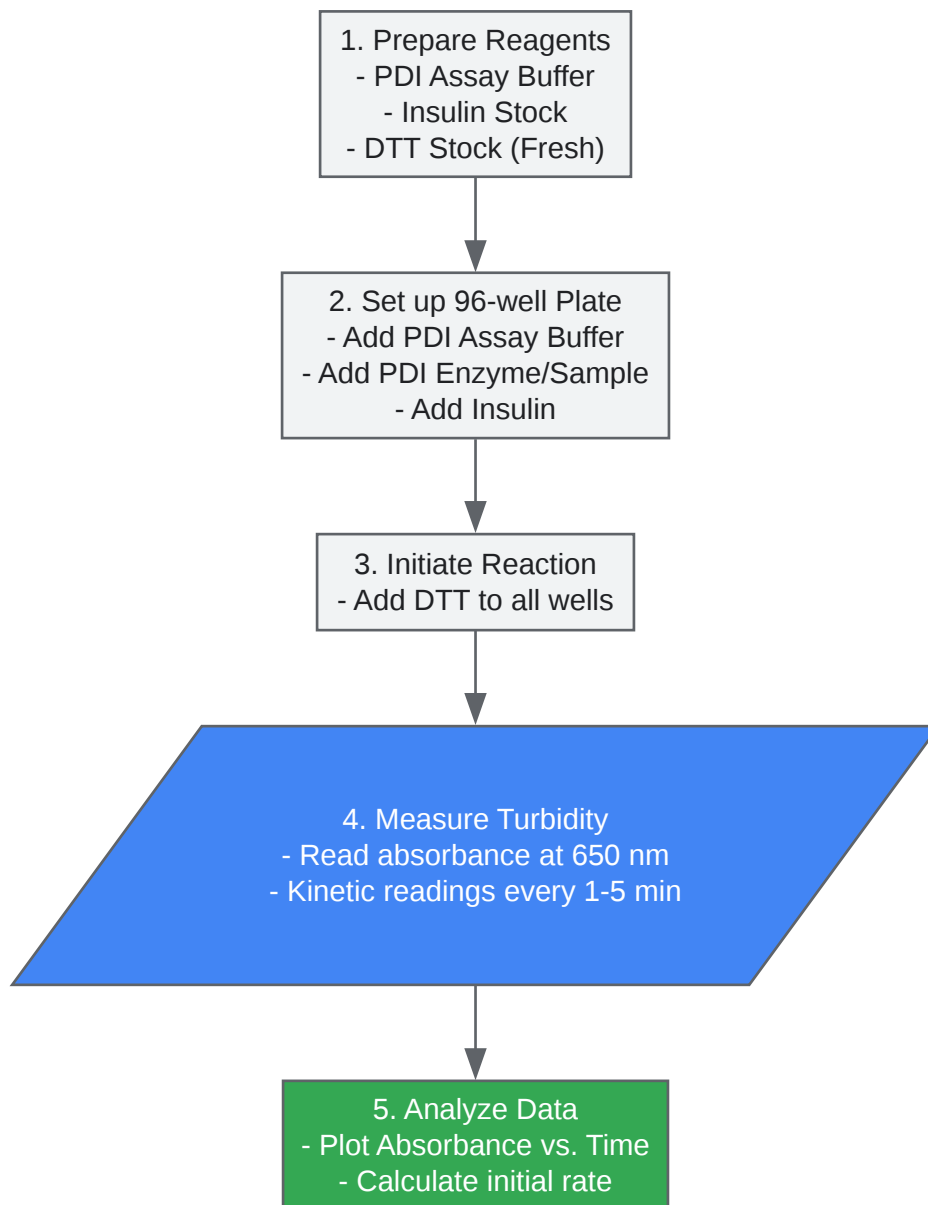 1. Prepare Reagents
- PDI Assay Buffer
- Insulin Stock
- DTT Stock (Fresh)
2. Set up 96-well Plate
- Add PDI Assay Buffer
- Add PDI Enzyme/Sample
- Add Insulin
3. Initiate Reaction
- Add DTT to all wells
4. Measure Turbidity
- Read absorbance at 650 nm
- Kinetic readings every 1-5 min
5. Analyze Data
- Plot Absorbance vs. Time
- Calculate initial rate